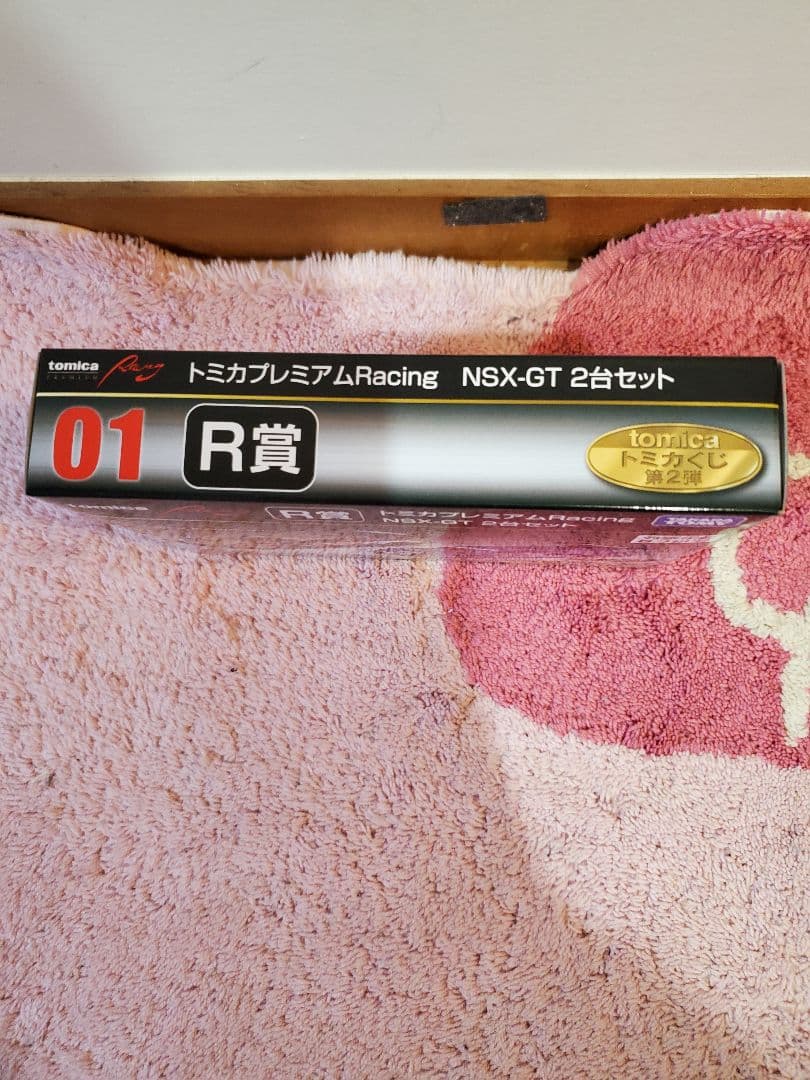 tomica Racing トミカプレミアムRacing NSX-GT 2台セット
PREMIUM
01 R賞
tomica
トミカくじ
第2弾
tomica R賞 トミカプレミアムRacing
NSX-GT 2台セット